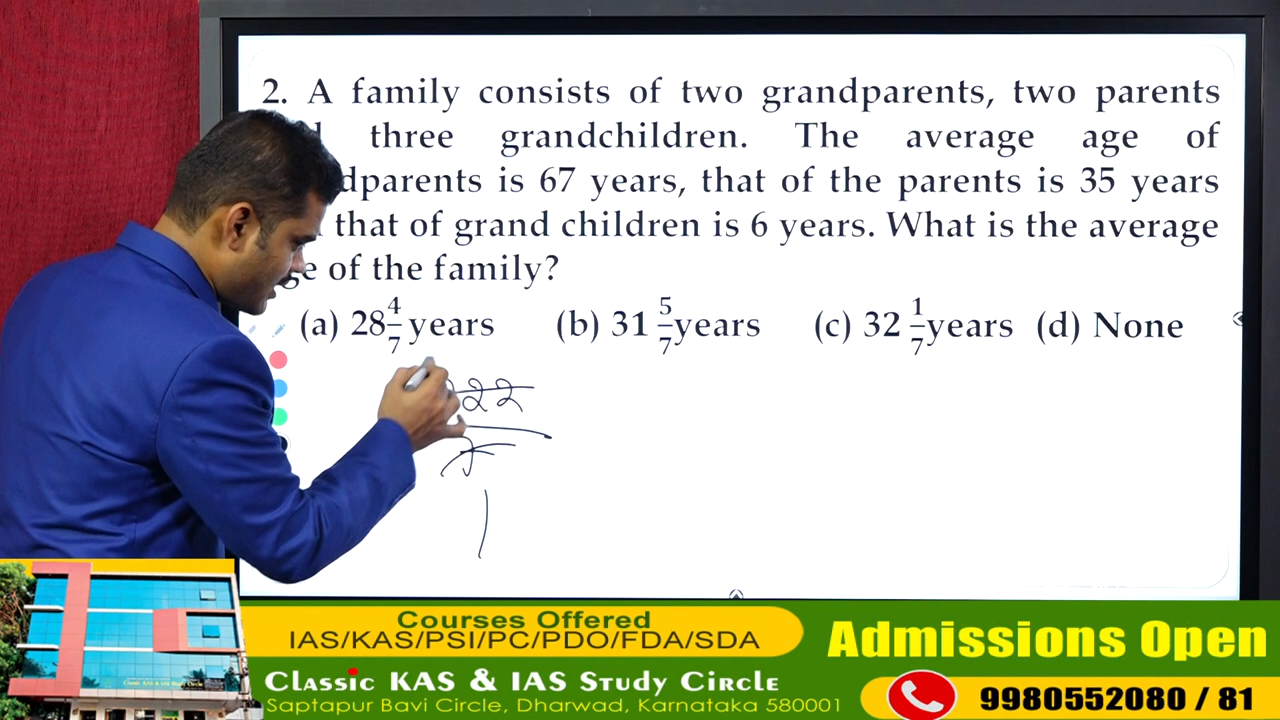 2. A family consists of two grandparents, two parents
three grandchildren. The average age of
dparents is 67 years, that of the parents is 35 years
that of grand children is 6 years. What is the average
ge of the family?
(a) 28 4/7 years (b) 31 5/7 years (c) 32 1/7 years (d) None
22
Courses Offered
IAS/KAS/PSI/PC/PDO/FDA/SDA
Classic KAS & IAS Study Circle
Saptapur Bavi Circle, Dharwad, Karnataka 580001
Admissions Open
9980552080 / 81